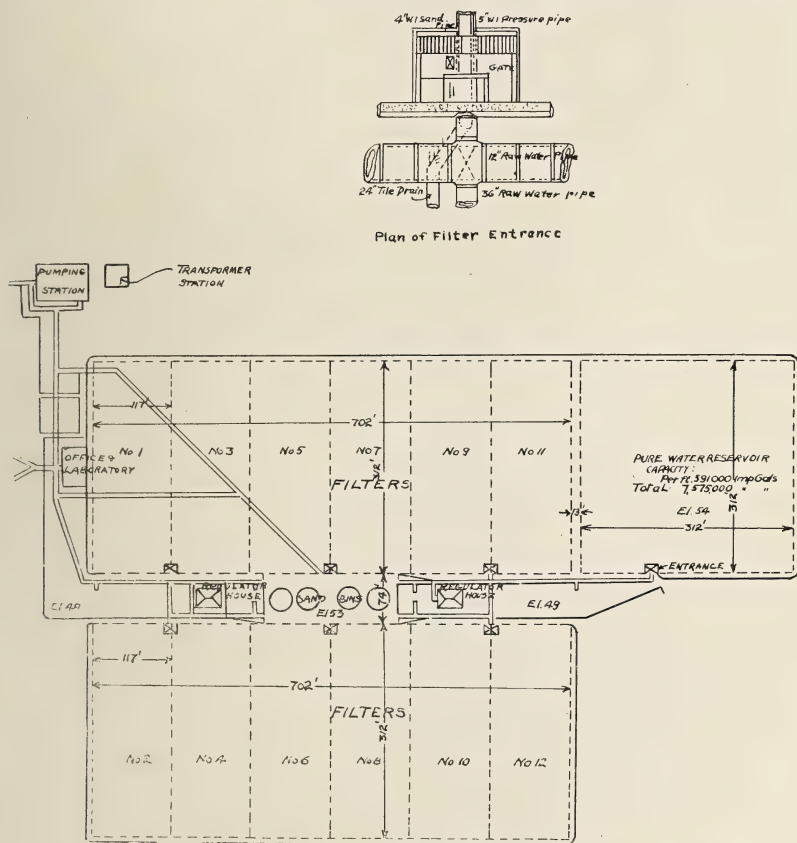 4" W/ Sand Pipe
5" W/ Pressure pipe
GATE
12" Raw Water Pipe
24" Tile Drain
36" Raw Water pipe
Plan of Filter Entrance
PUMPING
STATION
TRANSFORMER
STATION
117'
702'
No 1
No 3
No 5
No 7
No 9
No 11
OFFICE &
LABORATORY
FILTERS
312'
PURE WATER RESERVOIR
CAPACITY:
Per ft. 591000 Imp Gals
Total 7,575,000 " "
El. 54
312'
312'
13'
ENTRANCE
REGULATOR
HOUSE
SAND
BINS
El 53
74'
REGULATOR
HOUSE
El. 49
El. 49
117'
702'
FILTERS
312'
No 2
No 4
No 6
No 8
No 10
No 12